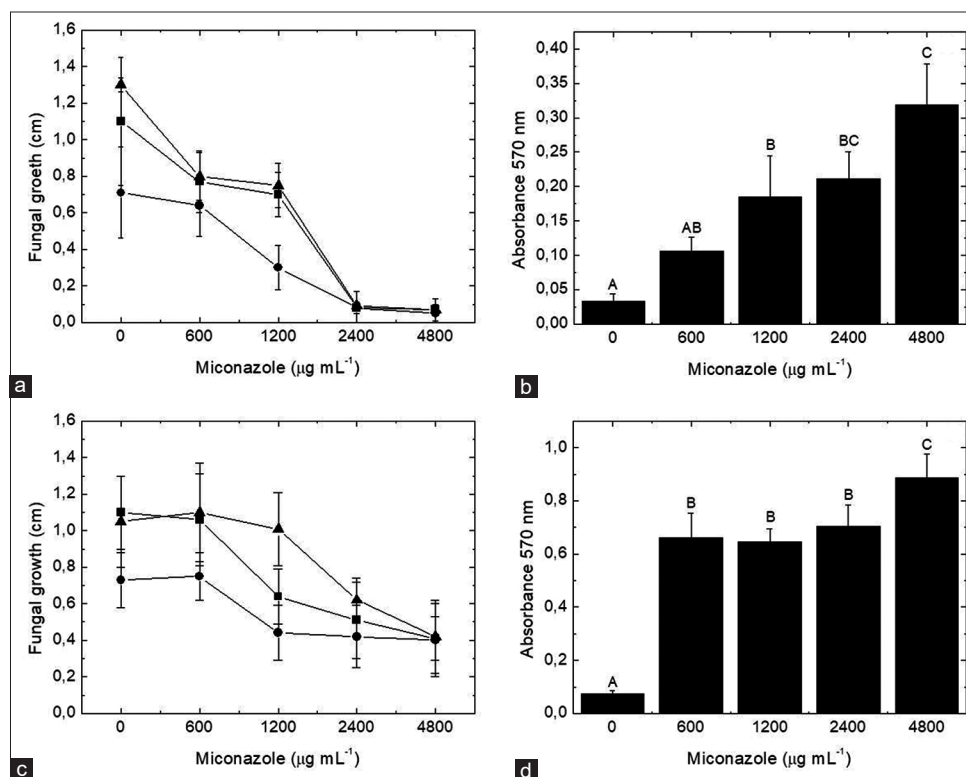 1,6
1,4
1,2
1,0
0,8
0,6
0,4
0,2
0,0
Fungal groeth (cm)
0 600 1200 2400 4800
Miconazole (μg mL⁻¹)
a
0,40
0,35
0,30
0,25
0,20
0,15
0,10
0,05
0,00
Absorbance 570 nm
A AB B BC C
0 600 1200 2400 4800
Miconazole (μg mL⁻¹)
b
1,6
1,4
1,2
1,0
0,8
0,6
0,4
0,2
0,0
Fungal growth (cm)
0 600 1200 2400 4800
Miconazole (μg mL⁻¹)
c
1,0
0,8
0,6
0,4
0,2
0,0
Absorbance 570 nm
A B B B C
0 600 1200 2400 4800
Miconazole (μg mL⁻¹)
d